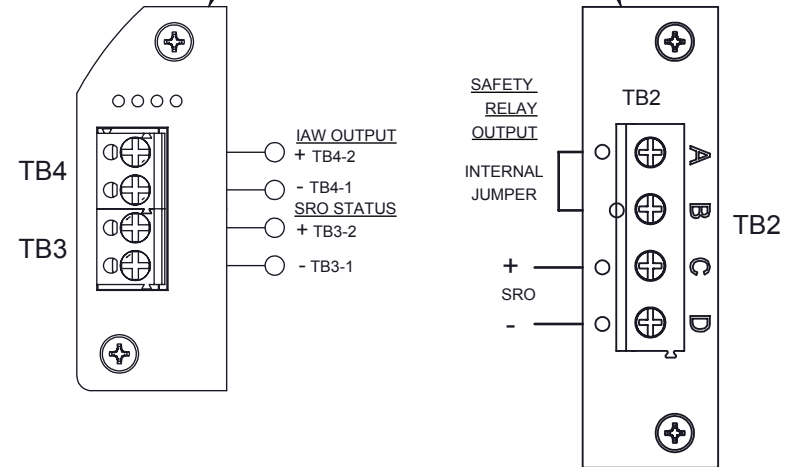 TB4
TB3
IAW OUTPUT
+ TB4-2
- TB4-1
SRO STATUS
+ TB3-2
- TB3-1
SAFETY
RELAY
OUTPUT
INTERNAL
JUMPER
+
SRO
-
TB2
A
B
C
D
TB2